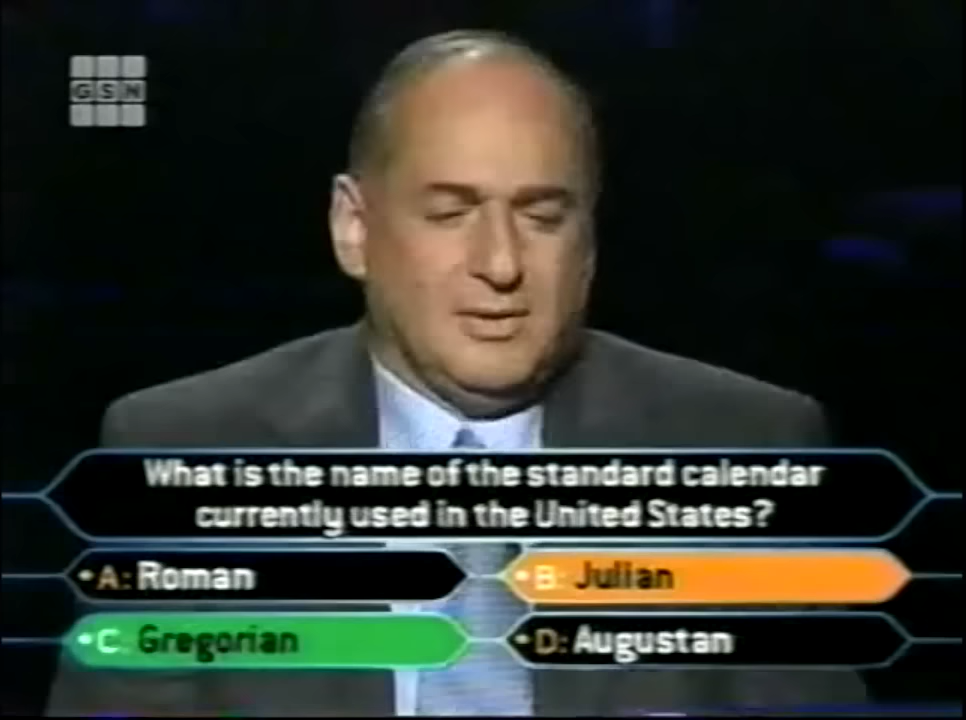 GSN
What is the name of the standard calendar
currently used in the United States?
A: Roman
B: Julian
C: Gregorian
D: Augustan